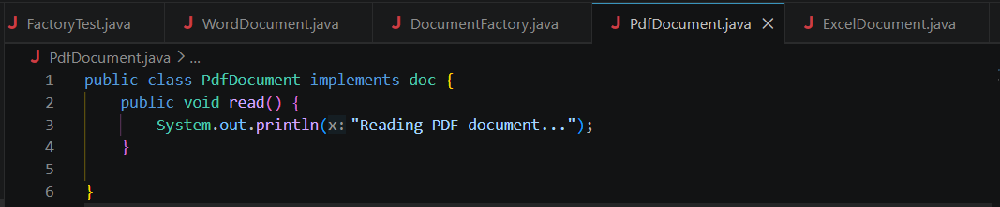 J FactoryTest.java J WordDocument.java J DocumentFactory.java J PdfDocument.java × J ExcelDocument.java
J PdfDocument.java > ...
1 public class PdfDocument implements doc {
2     public void read() {
3         System.out.println(x: "Reading PDF document...");
4     }
5
6 }